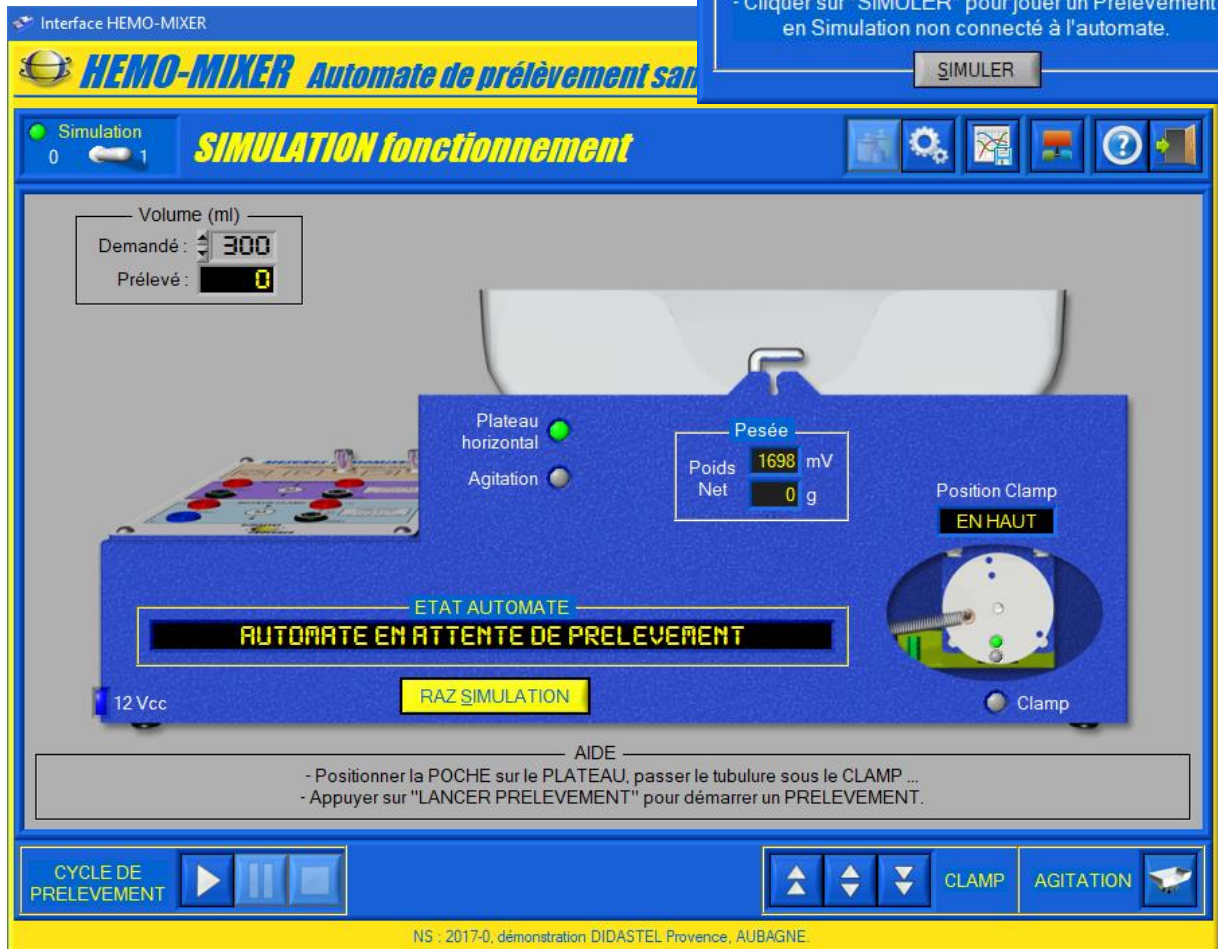 - Cliquer sur "SIMULER" pour jouer un Prélèvement
en Simulation non connecté à l'automate.
SIMULER
Interface HEMO-MIXER
HEMO-MIXER Automate de prélèvement san
Simulation
0 1
SIMULATION fonctionnement
Volume (ml)
Demandé : 300
Prélevé : 0
Plateau
horizontal
Agitation
Pesée
Poids 1698 mV
Net 0 g
Position Clamp
EN HAUT
ETAT AUTOMATE
AUTOMATE EN ATTENTE DE PRELEVEMENT
12 Vcc
RAZ SIMULATION
Clamp
AIDE
- Positionner la POCHE sur le PLATEAU, passer le tubulure sous le CLAMP ...
- Appuyer sur "LANCER PRELEVEMENT" pour démarrer un PRELEVEMENT.
CYCLE DE
PRELEVEMENT
CLAMP
AGITATION
NS : 2017-0, démonstration DIDASTEL Provence, AUBAGNE.